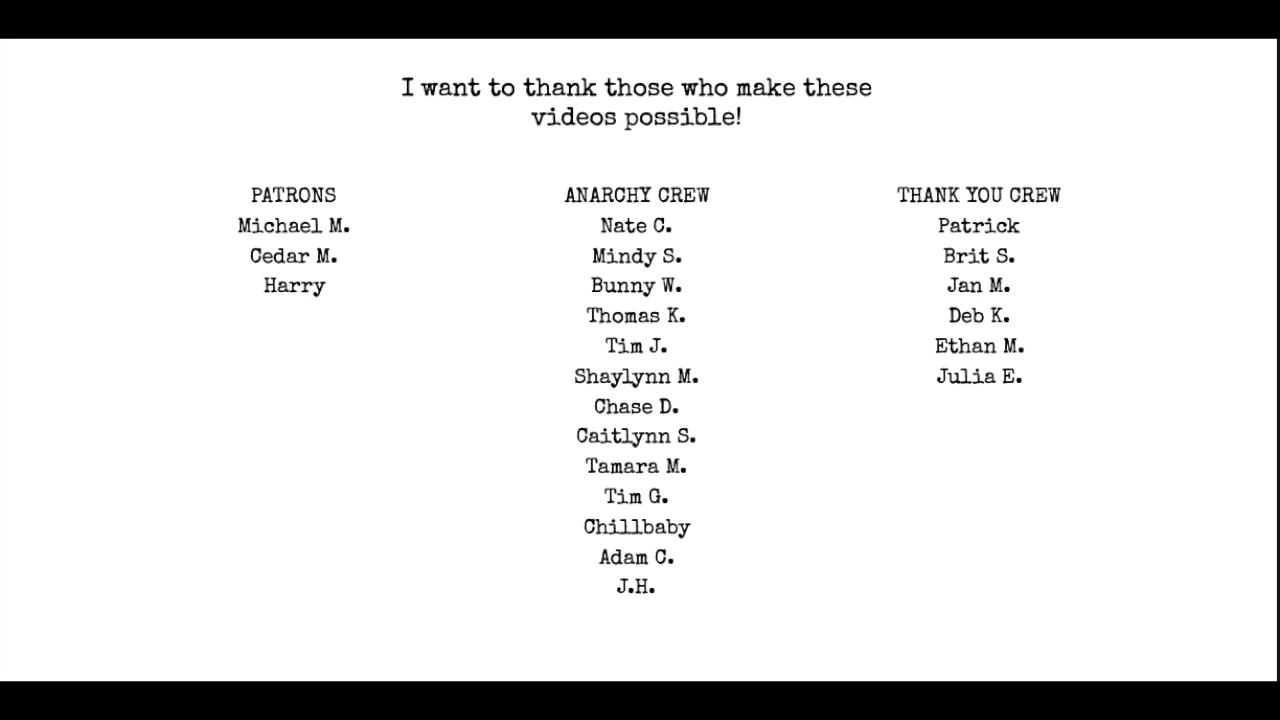 I want to thank those who make these
videos possible!
PATRONS
Michael M.
Cedar M.
Harry
ANARCHY CREW
Nate C.
Mindy S.
Bunny W.
Thomas K.
Tim J.
Shaylynn M.
Chase D.
Caitlynn S.
Tamara M.
Tim G.
Chillbaby
Adam C.
J.H.
THANK YOU CREW
Patrick
Brit S.
Jan M.
Deb K.
Ethan M.
Julia E.